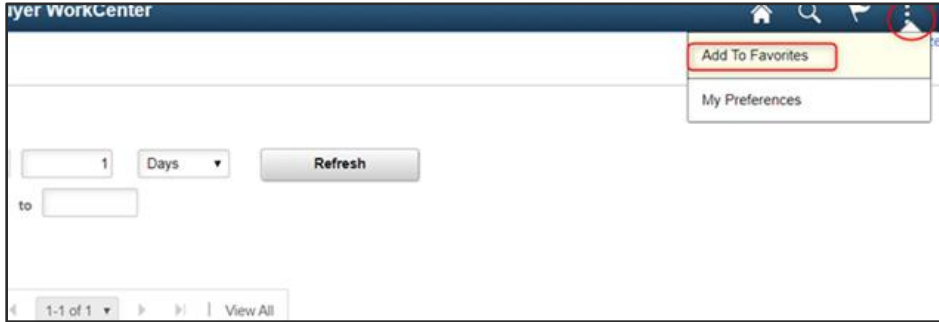 yer WorkCenter
Add To Favorites
My Preferences
1 Days Refresh
to
1-1 of 1 View All